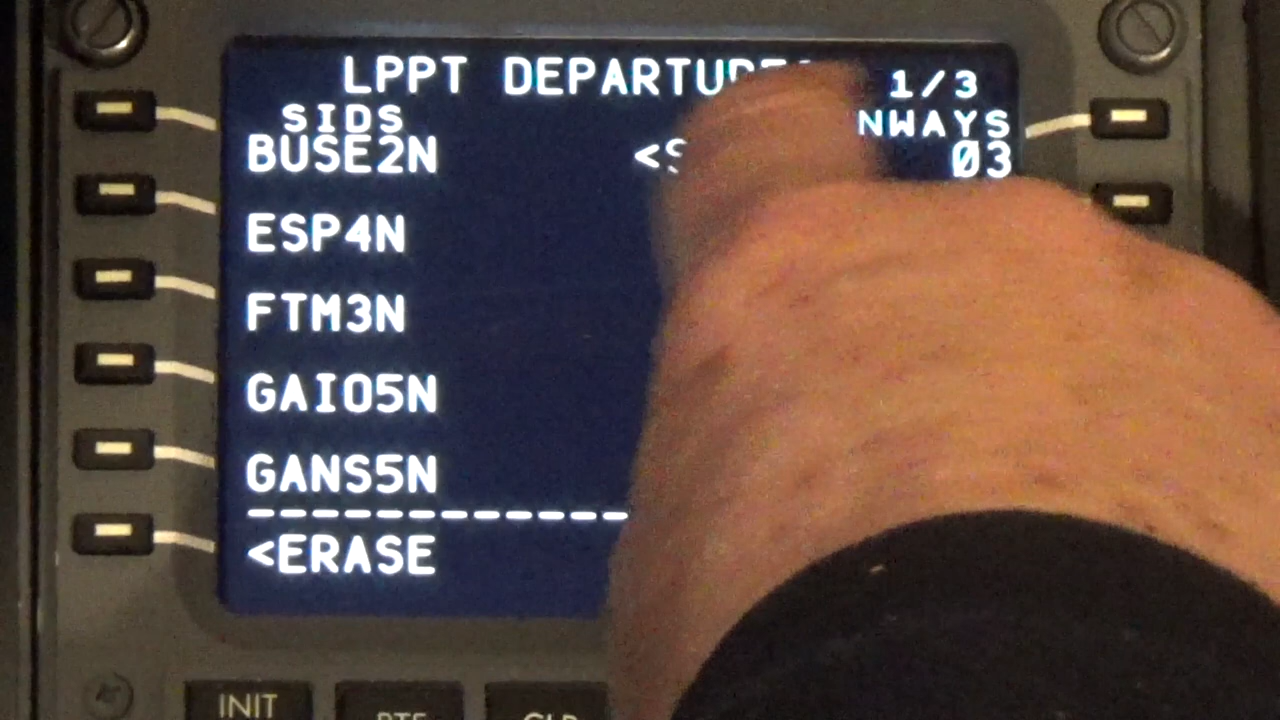 LPPT DEPARTURE 1/3
SIDS NWAYS
BUSE2N <S 03
ESP4N
FTM3N
GAIO5N
GANS5N
<ERASE
INIT